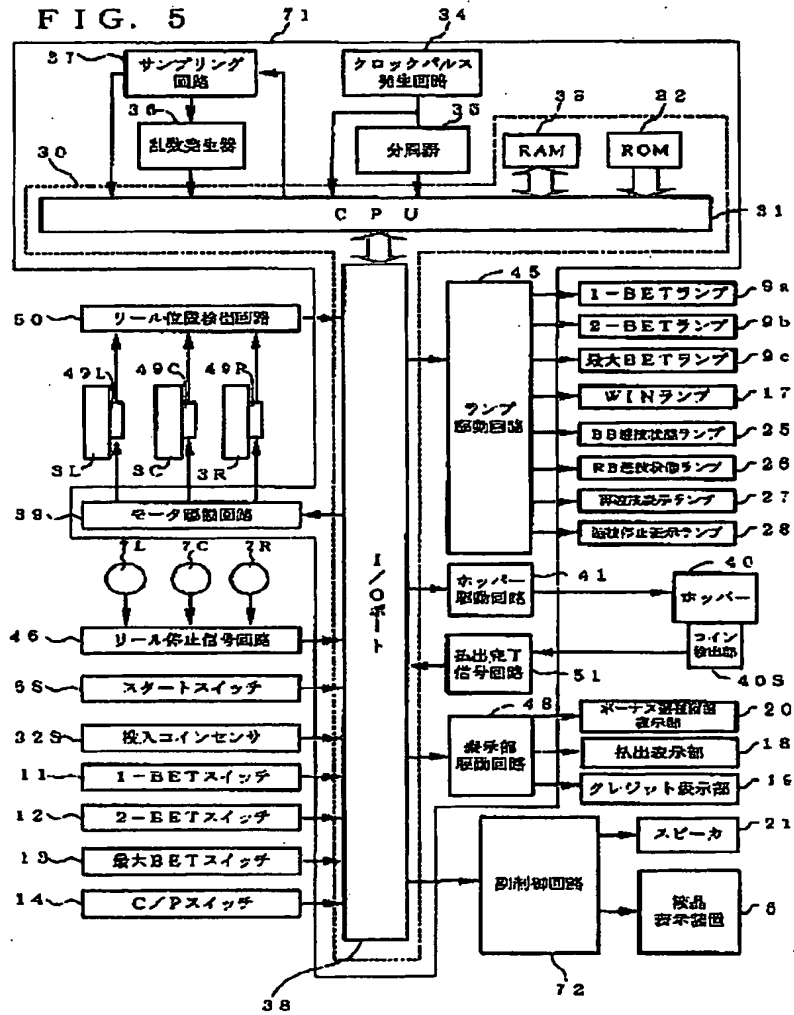 FIG. 5
71
37
サンプリング
回路
34
クロックパルス
発生回路
36
乱数発生器
35
分周器
RAM
32
ROM
30
CPU
31
50
リール位置検出回路
49L
49C
49R
3L
3C
3R
39
モータ駆動回路
7L
7C
7R
46
リール停止信号回路
6S
スタートスイッチ
投入コインセンサ
11
1-BETスイッチ
12
2-BETスイッチ
最大BETスイッチ
14
C/Pスイッチ
I/Oポート
38
45
ランプ
駆動回路
1-BETランプ
9a
2-BETランプ
9b
最大BETランプ
9c
WINランプ
17
BB遊技状態ランプ
25
RB遊技状態ランプ
26
再遊技表示ランプ
27
遊技停止表示ランプ
28
ホッパー
駆動回路
41
40
ホッパー
コイン
検出部
40S
払出完了
信号回路
51
48
表示部
駆動回路
表示部
20
払出表示部
18
クレジット表示部
19
副制御回路
72
スピーカ
21
液晶
表示装置